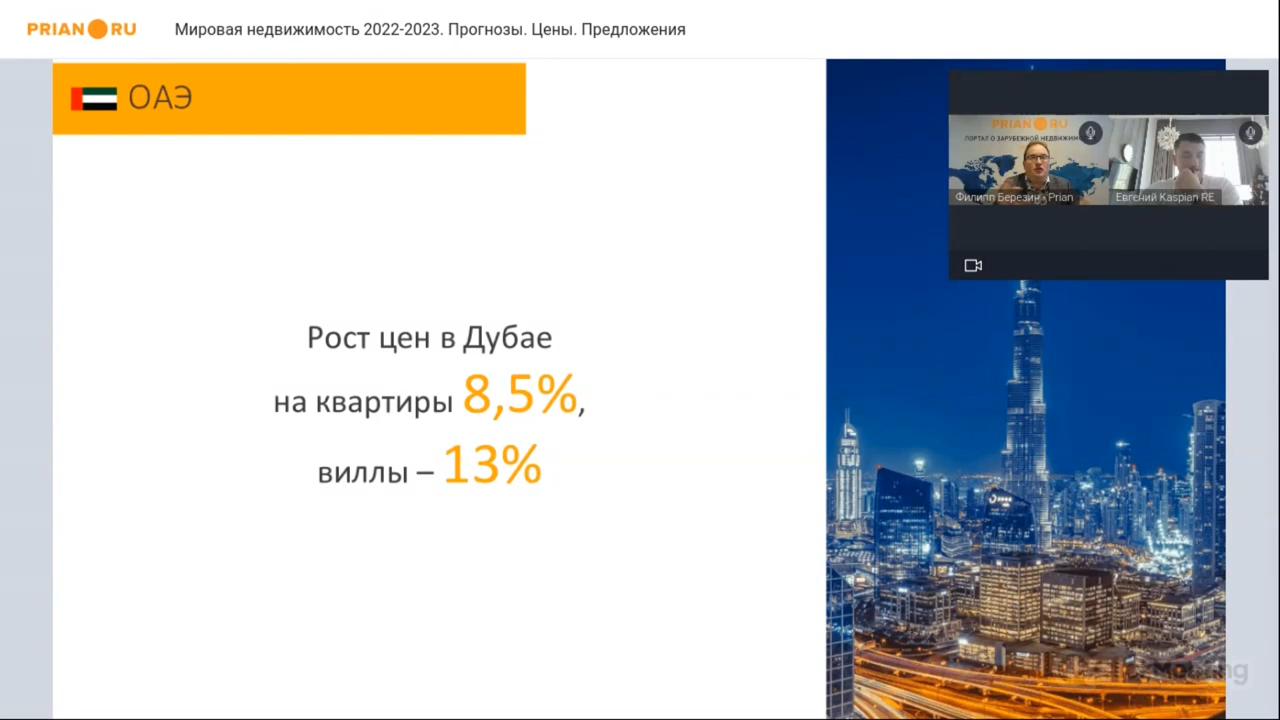 PRIAN RU
Мировая недвижимость 2022-2023. Прогнозы. Цены. Предложения
ОАЭ
Рост цен в Дубае
на квартиры 8,5%,
виллы – 13%
PRIAN RU
ПОРТАЛ О ЗАРУБЕЖНОЙ НЕДВИЖИМ
Филипп Березин - Prian
Евгений Kaspian RE